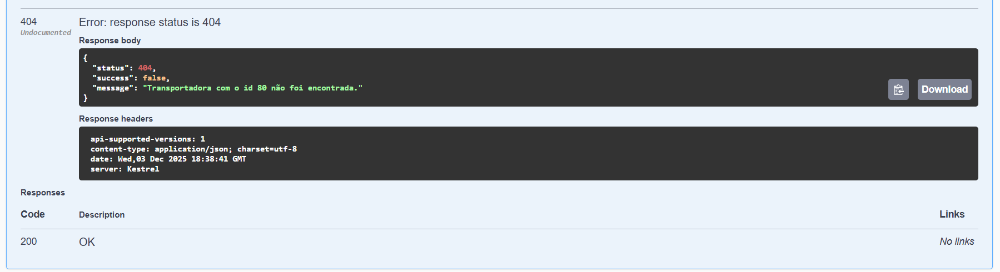 404
Undocumented
Error: response status is 404
Response body
{
"status": 404,
"success": false,
"message": "Transportadora com o id 80 não foi encontrada."
}
Download
Response headers
api-supported-versions: 1
content-type: application/json; charset=utf-8
date: Wed,03 Dec 2025 18:38:41 GMT
server: Kestrel
Responses
Code Description Links
200 OK No links